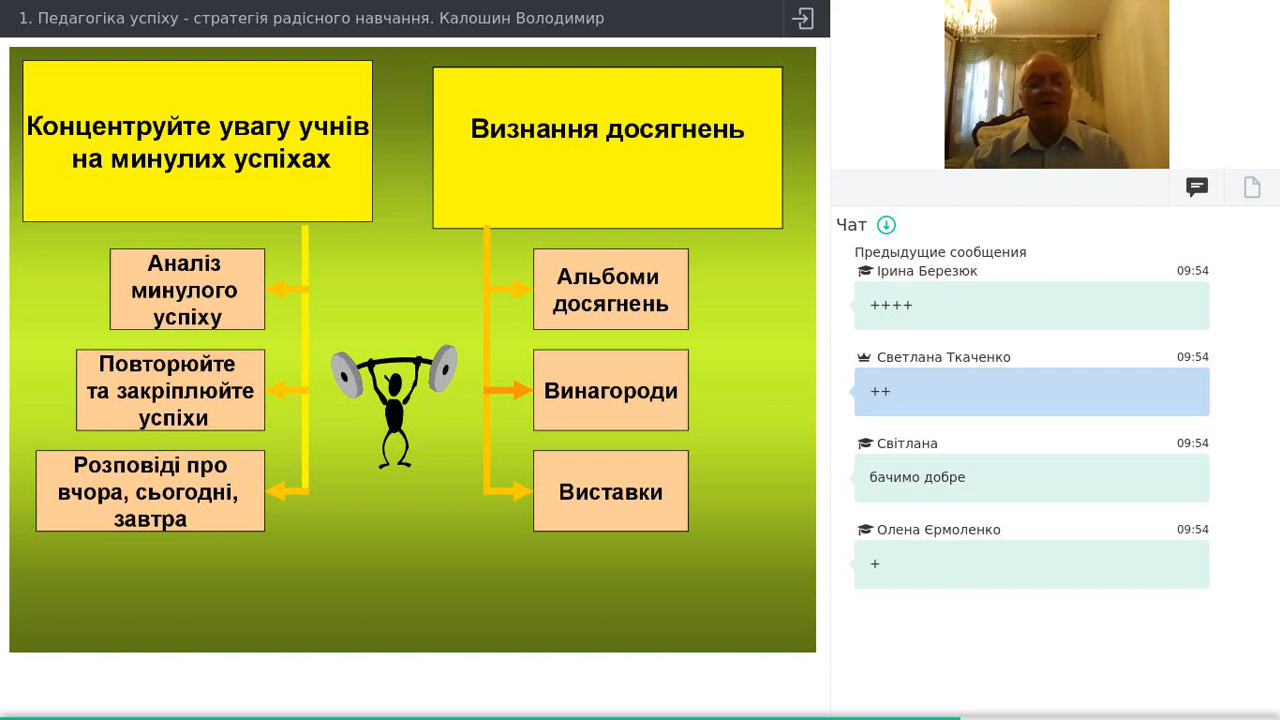 1. Педагогіка успіху - стратегія радісного навчання. Калошин Володимир
Концентруйте увагу учнів
на минулих успіхах
Аналіз
минулого
успіху
Повторюйте
та закріплюйте
успіхи
Розповіді про
вчора, сьогодні,
завтра
Визнання досягнень
Альбоми
досягнень
Винагороди
Виставки
Чат
Предыдущие сообщения
Ірина Березюк 09:54
++++
Светлана Ткаченко 09:54
++
Світлана 09:54
бачимо добре
Олена Єрмоленко 09:54
+